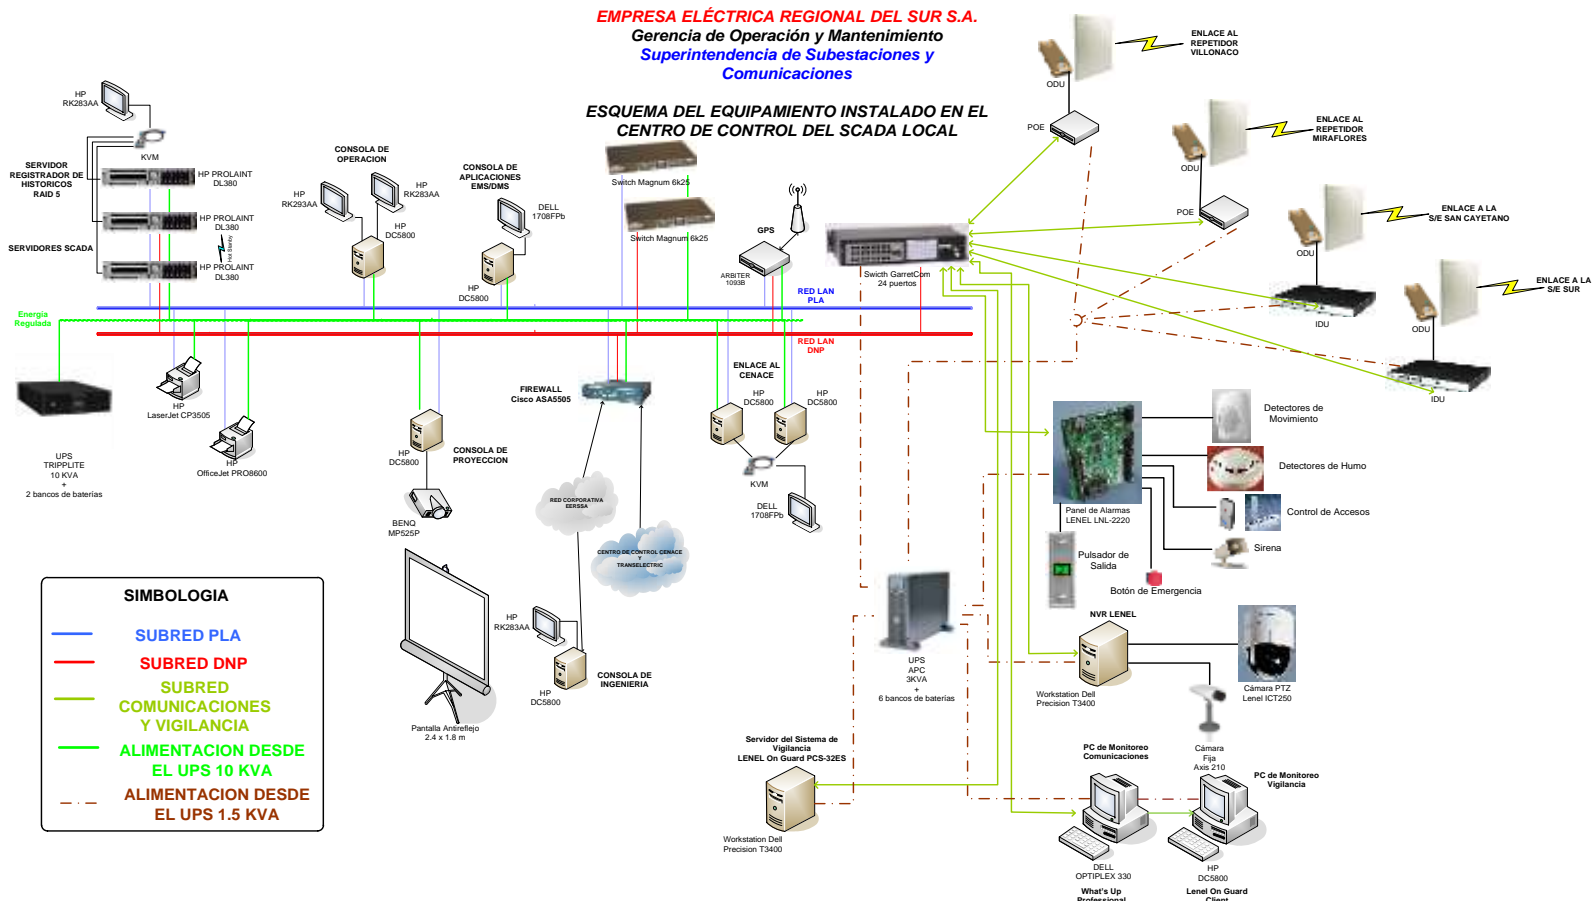 EMPRESA ELÉCTRICA REGIONAL DEL SUR S.A.
Gerencia de Operación y Mantenimiento
Superintendencia de Subestaciones y
Comunicaciones
ESQUEMA DEL EQUIPAMIENTO INSTALADO EN EL
CENTRO DE CONTROL DEL SCADA LOCAL
HP
RK283AA
KVM
SERVIDOR
REGISTRADOR DE
HISTORICOS
RAID 5
HP PROLAINT
DL380
HP PROLAINT
DL380
SERVIDORES SCADA
Hot Stanby
HP PROLAINT
DL380
CONSOLA DE
OPERACION
HP
RK293AA
HP
RK283AA
HP
DC5800
CONSOLA DE
APLICACIONES
EMS/DMS
DELL
1708FPb
HP
DC5800
Switch Magnum 6k25
Switch Magnum 6k25
GPS
ARBITER
1093B
Swicth GarretCom
24 puertos
RED LAN
PLA
Energía
Regulada
RED LAN
DNP
ENLACE AL
REPETIDOR
VILLONACO
ODU
POE
ENLACE AL
REPETIDOR
MIRAFLORES
ODU
POE
ENLACE A LA
S/E SAN CAYETANO
ODU
IDU
ENLACE A LA
S/E SUR
ODU
IDU
UPS
TRIPPLITE
10 KVA
+
2 bancos de baterías
HP
LaserJet CP3505
HP
OfficeJet PRO8600
HP
DC5800
CONSOLA DE
PROYECCION
BENQ
MP525P
Pantalla Antireflejo
2.4 x 1.8 m
FIREWALL
Cisco ASA5505
RED CORPORATIVA
EERSSA
CENTRO DE CONTROL CENACE
Y
TRANSELECTRIC
HP
RK283AA
HP
DC5800
CONSOLA DE
INGENIERIA
ENLACE AL
CENACE
HP
DC5800
HP
DC5800
KVM
DELL
1708FPb
UPS
APC
3KVA
+
6 bancos de baterías
Panel de Alarmas
LENEL LNL-2220
Detectores de
Movimiento
Detectores de Humo
Control de Accesos
Sirena
Pulsador de
Salida
Botón de Emergencia
NVR LENEL
Workstation Dell
Precision T3400
Cámara PTZ
Lenel ICT250
Cámara
Fija
Axis 210
Servidor del Sistema de
Vigilancia
LENEL On Guard PCS-32ES
Workstation Dell
Precision T3400
PC de Monitoreo
Comunicaciones
DELL
OPTIPLEX 330
What's Up
Professional
PC de Monitoreo
Vigilancia
HP
DC5800
Lenel On Guard
Client
SIMBOLOGIA
SUBRED PLA
SUBRED DNP
SUBRED
COMUNICACIONES
Y VIGILANCIA
ALIMENTACION DESDE
EL UPS 10 KVA
ALIMENTACION DESDE
EL UPS 1.5 KVA